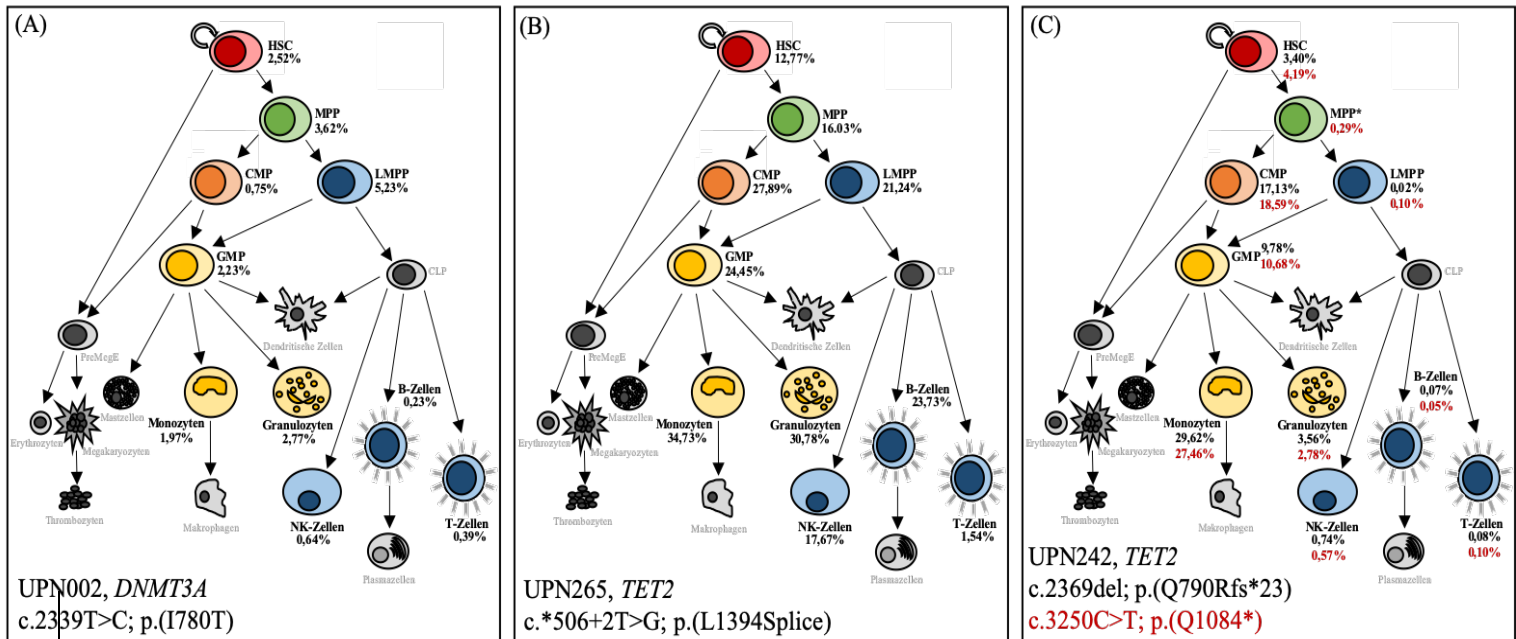 (A)
HSC
2,52%
MPP
3,62%
CMP
0,75%
LMPP
5,23%
GMP
2,23%
CLP
PreMegE
Dendritische Zellen
Mastzellen
Erythrozyten
Megakaryozyten
Monozyten
1,97%
Granulozyten
2,77%
B-Zellen
0,23%
Thrombozyten
Makrophagen
NK-Zellen
0,64%
T-Zellen
0,39%
Plasmazellen
UPN002, DNMT3A
c.2339T>C; p.(I780T)
(B)
HSC
12,77%
MPP
16.03%
CMP
27,89%
LMPP
21,24%
GMP
24,45%
CLP
PreMegE
Dendritische Zellen
Mastzellen
Erythrozyten
Megakaryozyten
Monozyten
34,73%
Granulozyten
30,78%
B-Zellen
23,73%
Thrombozyten
Makrophagen
NK-Zellen
17,67%
T-Zellen
1,54%
Plasmazellen
UPN265, TET2
c.*506+2T>G; p.(L1394Splice)
(C)
HSC
3,40%
4,19%
MPP*
0,29%
CMP
17,13%
18,59%
LMPP
0,02%
0,10%
GMP
9,78%
10,68%
CLP
PreMegE
Dendritische Zellen
Mastzellen
Erythrozyten
Megakaryozyten
Monozyten
29,62%
27,46%
Granulozyten
3,56%
2,78%
B-Zellen
0,07%
0,05%
Thrombozyten
Makrophagen
NK-Zellen
0,74%
0,57%
T-Zellen
0,08%
0,10%
Plasmazellen
UPN242, TET2
c.2369del; p.(Q790Rfs*23)
c.3250C>T; p.(Q1084*)